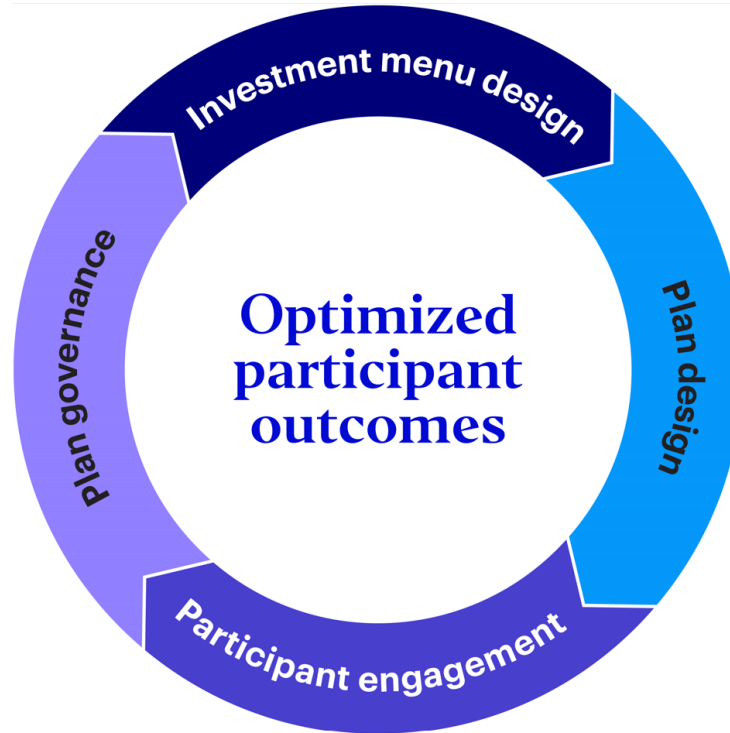 Investment menu design
Plan design
Participant engagement
Plan governance
Optimized
participant
outcomes